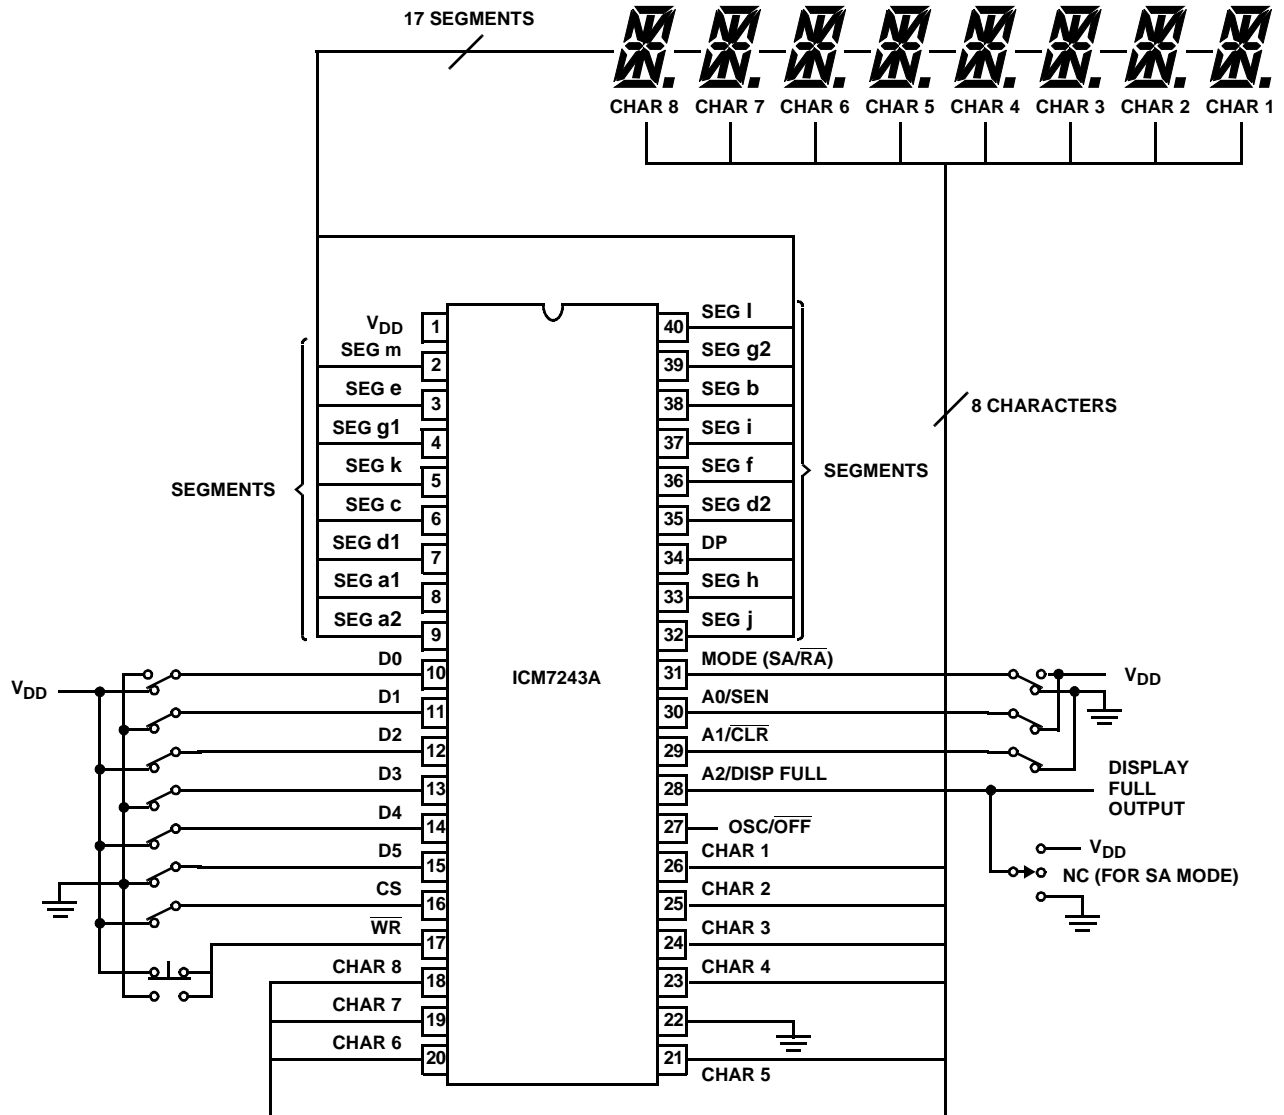 17 SEGMENTS
CHAR 8 CHAR 7 CHAR 6 CHAR 5 CHAR 4 CHAR 3 CHAR 2 CHAR 1
8 CHARACTERS
VDD 1
SEG m 2
SEG e 3
SEG g1 4
SEG k 5
SEG c 6
SEG d1 7
SEG a1 8
SEG a2 9
SEGMENTS
D0 10
D1 11
D2 12
D3 13
D4 14
D5 15
CS 16
W̅R̅ 17
CHAR 8 18
CHAR 7 19
CHAR 6 20
VDD
ICM7243A
40 SEG l
39 SEG g2
38 SEG b
37 SEG i
36 SEG f
35 SEG d2
34 DP
33 SEG h
32 SEG j
SEGMENTS
31 MODE (SA/R̅A̅)
30 A0/SEN
29 A1/C̅L̅R̅
28 A2/DISP FULL
27 OSC/O̅F̅F̅
26 CHAR 1
25 CHAR 2
24 CHAR 3
23 CHAR 4
22
21 CHAR 5
VDD
DISPLAY
FULL
OUTPUT
VDD
NC (FOR SA MODE)